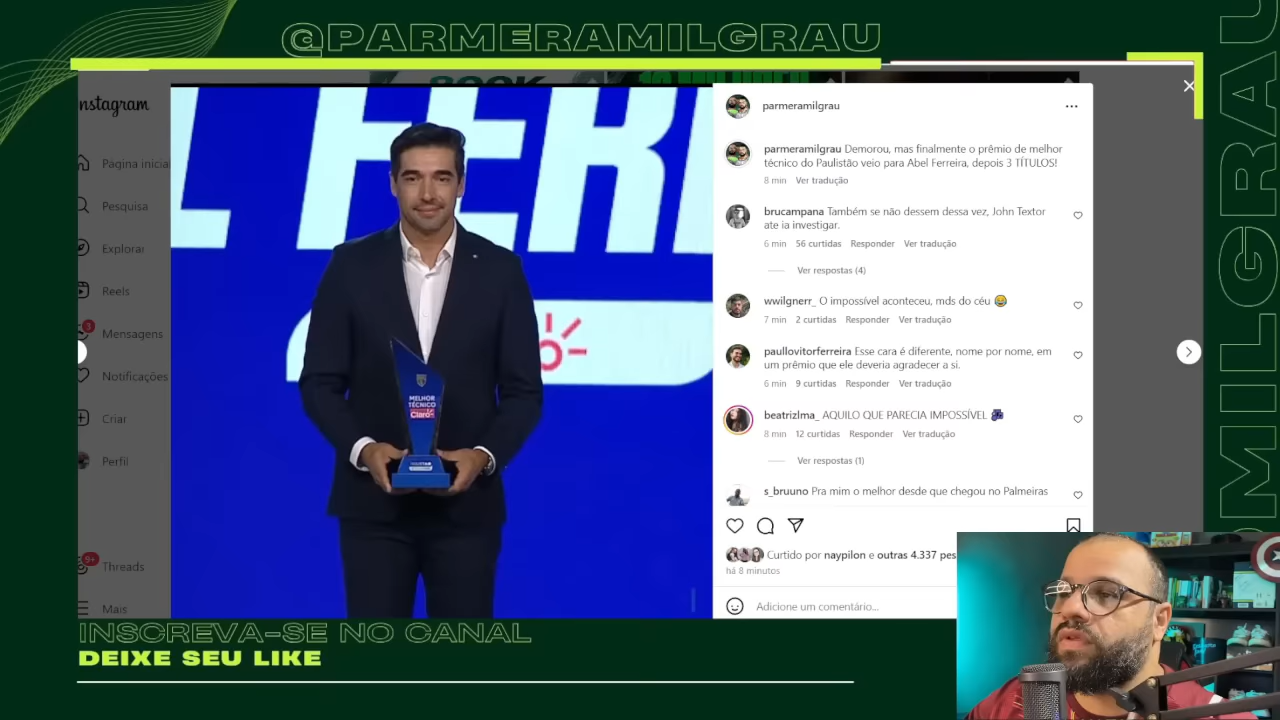 @PARMERAMILGRAU
800K
Instagram
Página inicial
Pesquisa
Explorar
Reels
3
Mensagens
Notificações
Criar
Perfil
9+
Threads
Mais
L FER
MELHOR
TÉCNICO
Claro
parmeramilgrau
parmeramilgrau Demorou, mas finalmente o prêmio de melhor
técnico do Paulistão veio para Abel Ferreira, depois 3 TÍTULOS!
8 min Ver tradução
brucampana Também se não dessem dessa vez, John Textor
ate ia investigar.
6 min 56 curtidas Responder Ver tradução
Ver respostas (4)
wwilgnerr_ O impossível aconteceu, mds do céu 😂
7 min 2 curtidas Responder Ver tradução
paullovitorferreira Esse cara é diferente, nome por nome, em
um prêmio que ele deveria agradecer a si.
6 min 9 curtidas Responder Ver tradução
beatrizlma_ AQUILO QUE PARECIA IMPOSSÍVEL
8 min 12 curtidas Responder Ver tradução
Ver respostas (1)
s_bruuno Pra mim o melhor desde que chegou no Palmeiras
Curtido por naypilon e outras 4.337 pes
há 8 minutos
Adicione um comentário...
INSCREVA-SE NO CANAL
DEIXE SEU LIKE
OMILGRAU